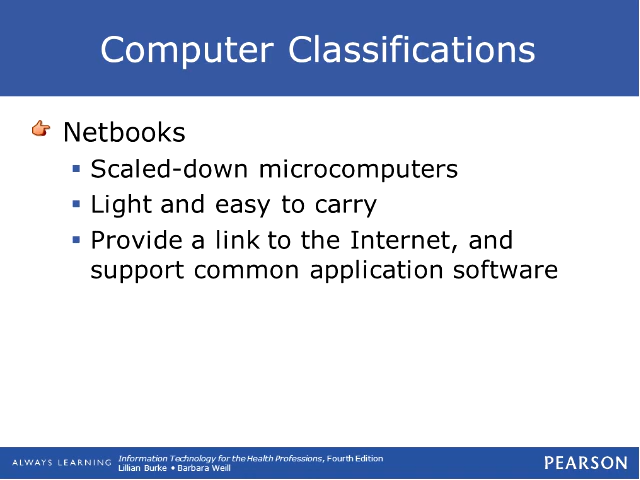 Computer Classifications
Netbooks
▪ Scaled-down microcomputers
▪ Light and easy to carry
▪ Provide a link to the Internet, and
support common application software
ALWAYS LEARNING
Information Technology for the Health Professions, Fourth Edition
Lillian Burke • Barbara Weill
PEARSON